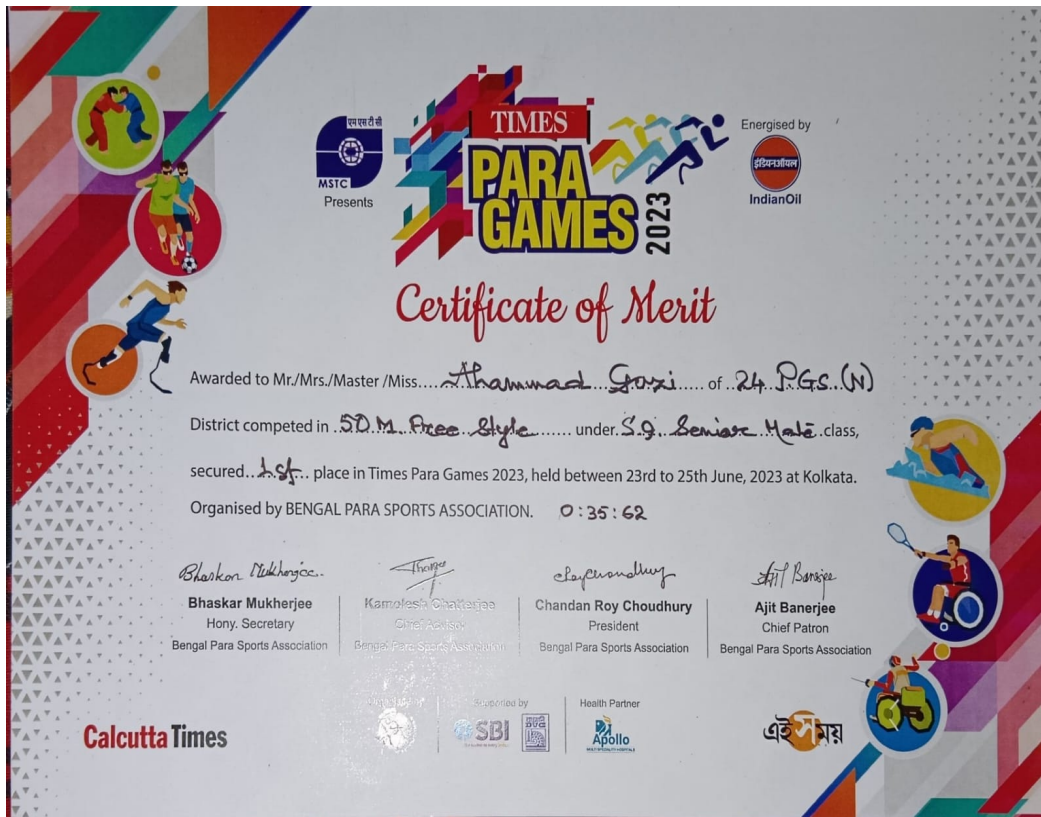 एम एस टी सी
MSTC
Presents
TIMES
PARA
GAMES
2023
Energised by
इंडियनऑयल
IndianOil
Certificate of Merit
Awarded to Mr./Mrs./Master /Miss.... Ahammad Gazi ..... of 24 P.G.S. (N)
District competed in .50 M. Free Style ...... under S.9. Senior Male .class,
secured... 1st... place in Times Para Games 2023, held between 23rd to 25th June, 2023 at Kolkata.
Organised by BENGAL PARA SPORTS ASSOCIATION. 0:35:62
Bhaskar Mukherjee
Ajit Banerjee
Bhaskar Mukherjee
Hony. Secretary
Bengal Para Sports Association
Kamolesh Chatterjee
Chief Advisor
Bengal Para Sports Association
Chandan Roy Choudhury
President
Bengal Para Sports Association
Ajit Banerjee
Chief Patron
Bengal Para Sports Association
Calcutta Times
Supported by
SBI
DVC
Health Partner
Apollo
MULTISPECIALITY HOSPITALS
এই সময়